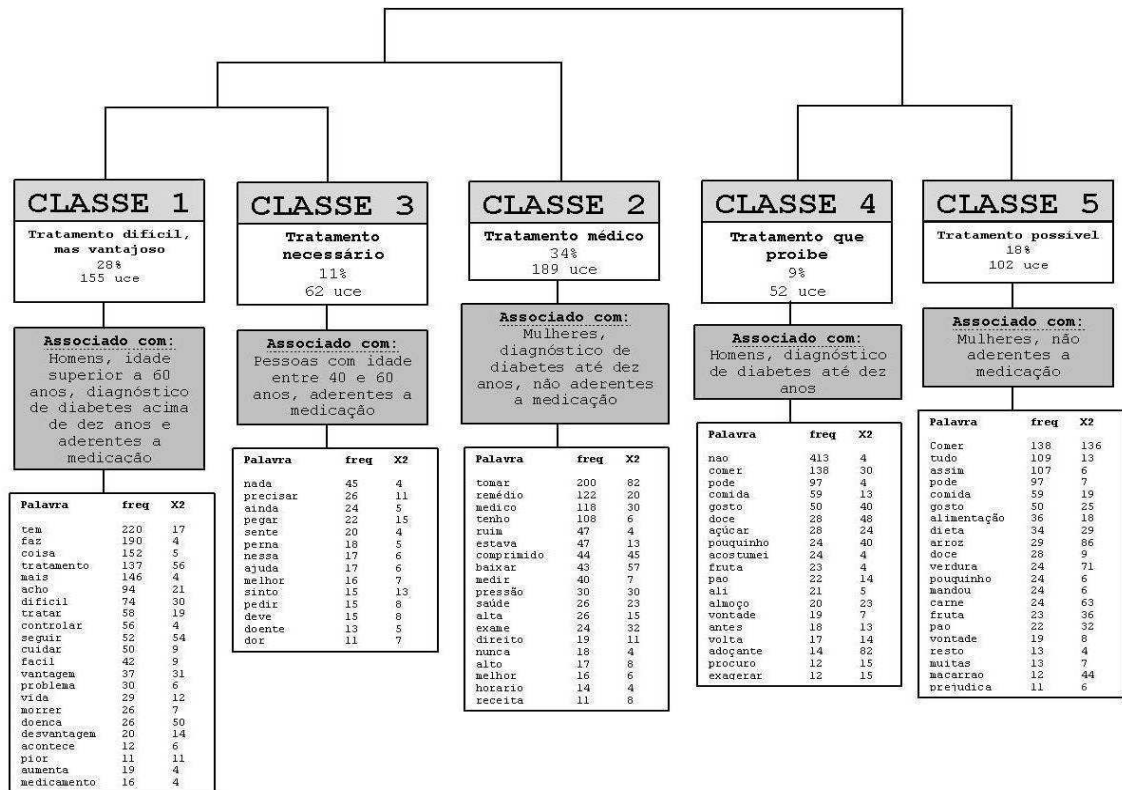 CLASSE 1
Tratamento difícil,
mas vantajoso
28%
155 uce
Associado com:
Homens, idade
superior a 60
anos, diagnóstico
de diabetes acima
de dez anos e
aderentes a
medicação
Palavra freq X2
tem 220 17
faz 190 4
coisa 152 5
tratamento 137 56
mais 146 4
acho 94 21
dificil 74 30
tratar 58 19
controlar 56 4
seguir 52 54
cuidar 50 9
facil 42 9
vantagem 37 31
problema 30 6
vida 29 12
morrer 26 7
doenca 26 50
desvantagem 20 14
acontece 12 6
pior 11 11
aumenta 19 4
medicamento 16 4
CLASSE 3
Tratamento
necessário
11%
62 uce
Associado com:
Pessoas com idade
entre 40 e 60
anos, aderentes a
medicação
Palavra freq X2
nada 45 4
precisar 26 11
ainda 24 5
pegar 22 15
sente 20 4
perna 18 5
nessa 17 6
ajuda 17 6
melhor 16 7
sinto 15 13
pedir 15 8
deve 15 8
doente 13 5
dor 11 7
CLASSE 2
Tratamento médico
34%
189 uce
Associado com:
Mulheres,
diagnóstico de
diabetes até dez
anos, não aderentes
a medicação
Palavra freq X2
tomar 200 82
remédio 122 20
medico 118 30
tenho 108 6
ruim 47 4
estava 47 13
comprimido 44 45
baixar 43 57
medir 40 7
pressão 30 30
saúde 26 23
alta 26 15
exame 24 32
direito 19 11
nunca 18 4
alto 17 8
melhor 16 6
horario 14 4
receita 11 8
CLASSE 4
Tratamento que
proibe
9%
52 uce
Associado com:
Homens, diagnóstico
de diabetes até dez
anos
Palavra freq X2
nao 413 4
comer 138 30
pode 97 4
comida 59 13
gosto 50 40
doce 28 48
açúcar 28 24
pouquinho 24 40
acostumei 24 4
fruta 23 4
pao 22 14
ali 21 5
almoço 20 23
vontade 19 7
antes 18 13
volta 17 14
adoçante 14 82
procuro 12 15
exagerar 12 15
CLASSE 5
Tratamento possivel
18%
102 uce
Associado com:
Mulheres, não
aderentes a
medicação
Palavra freq X2
Comer 138 136
tudo 109 13
assim 107 6
pode 97 7
comida 59 19
gosto 50 25
alimentação 36 18
dieta 34 29
arroz 29 86
doce 28 9
verdura 24 71
pouquinho 24 6
mandou 24 6
carne 24 63
fruta 23 36
pao 22 32
vontade 19 8
resto 13 4
muitas 13 7
macarrao 12 44
prejudica 11 6